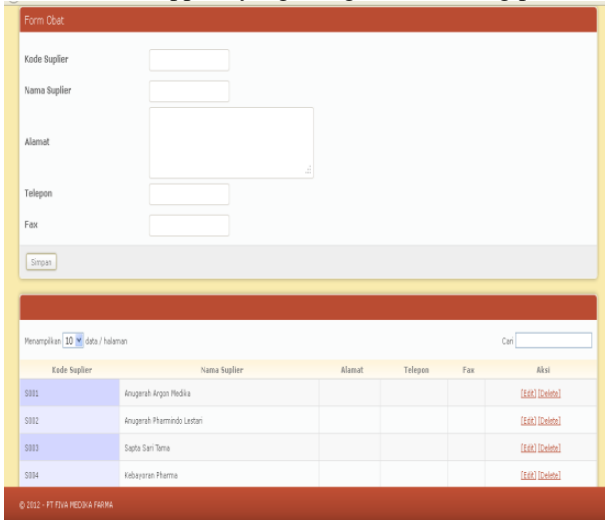 Form Obat
Kode Suplier
Nama Suplier
Alamat
Telepon
Fax
Simpan
Menampilkan 10 data / halaman Cari
Kode Suplier Nama Suplier Alamat Telepon Fax Aksi
S001 Anugerah Argon Medika [Edit] [Delete]
S002 Anugerah Pharmindo Lestari [Edit] [Delete]
S003 Sapta Sari Tama [Edit] [Delete]
S004 Kebayoran Pharma [Edit] [Delete]
© 2012 - PT FIVA MEDIKA FARMA